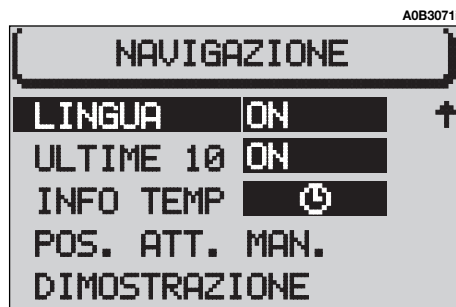 A0B3071
NAVIGAZIONE
LINGUA ON
ULTIME 10 ON
INFO TEMP
POS. ATT. MAN.
DIMOSTRAZIONE